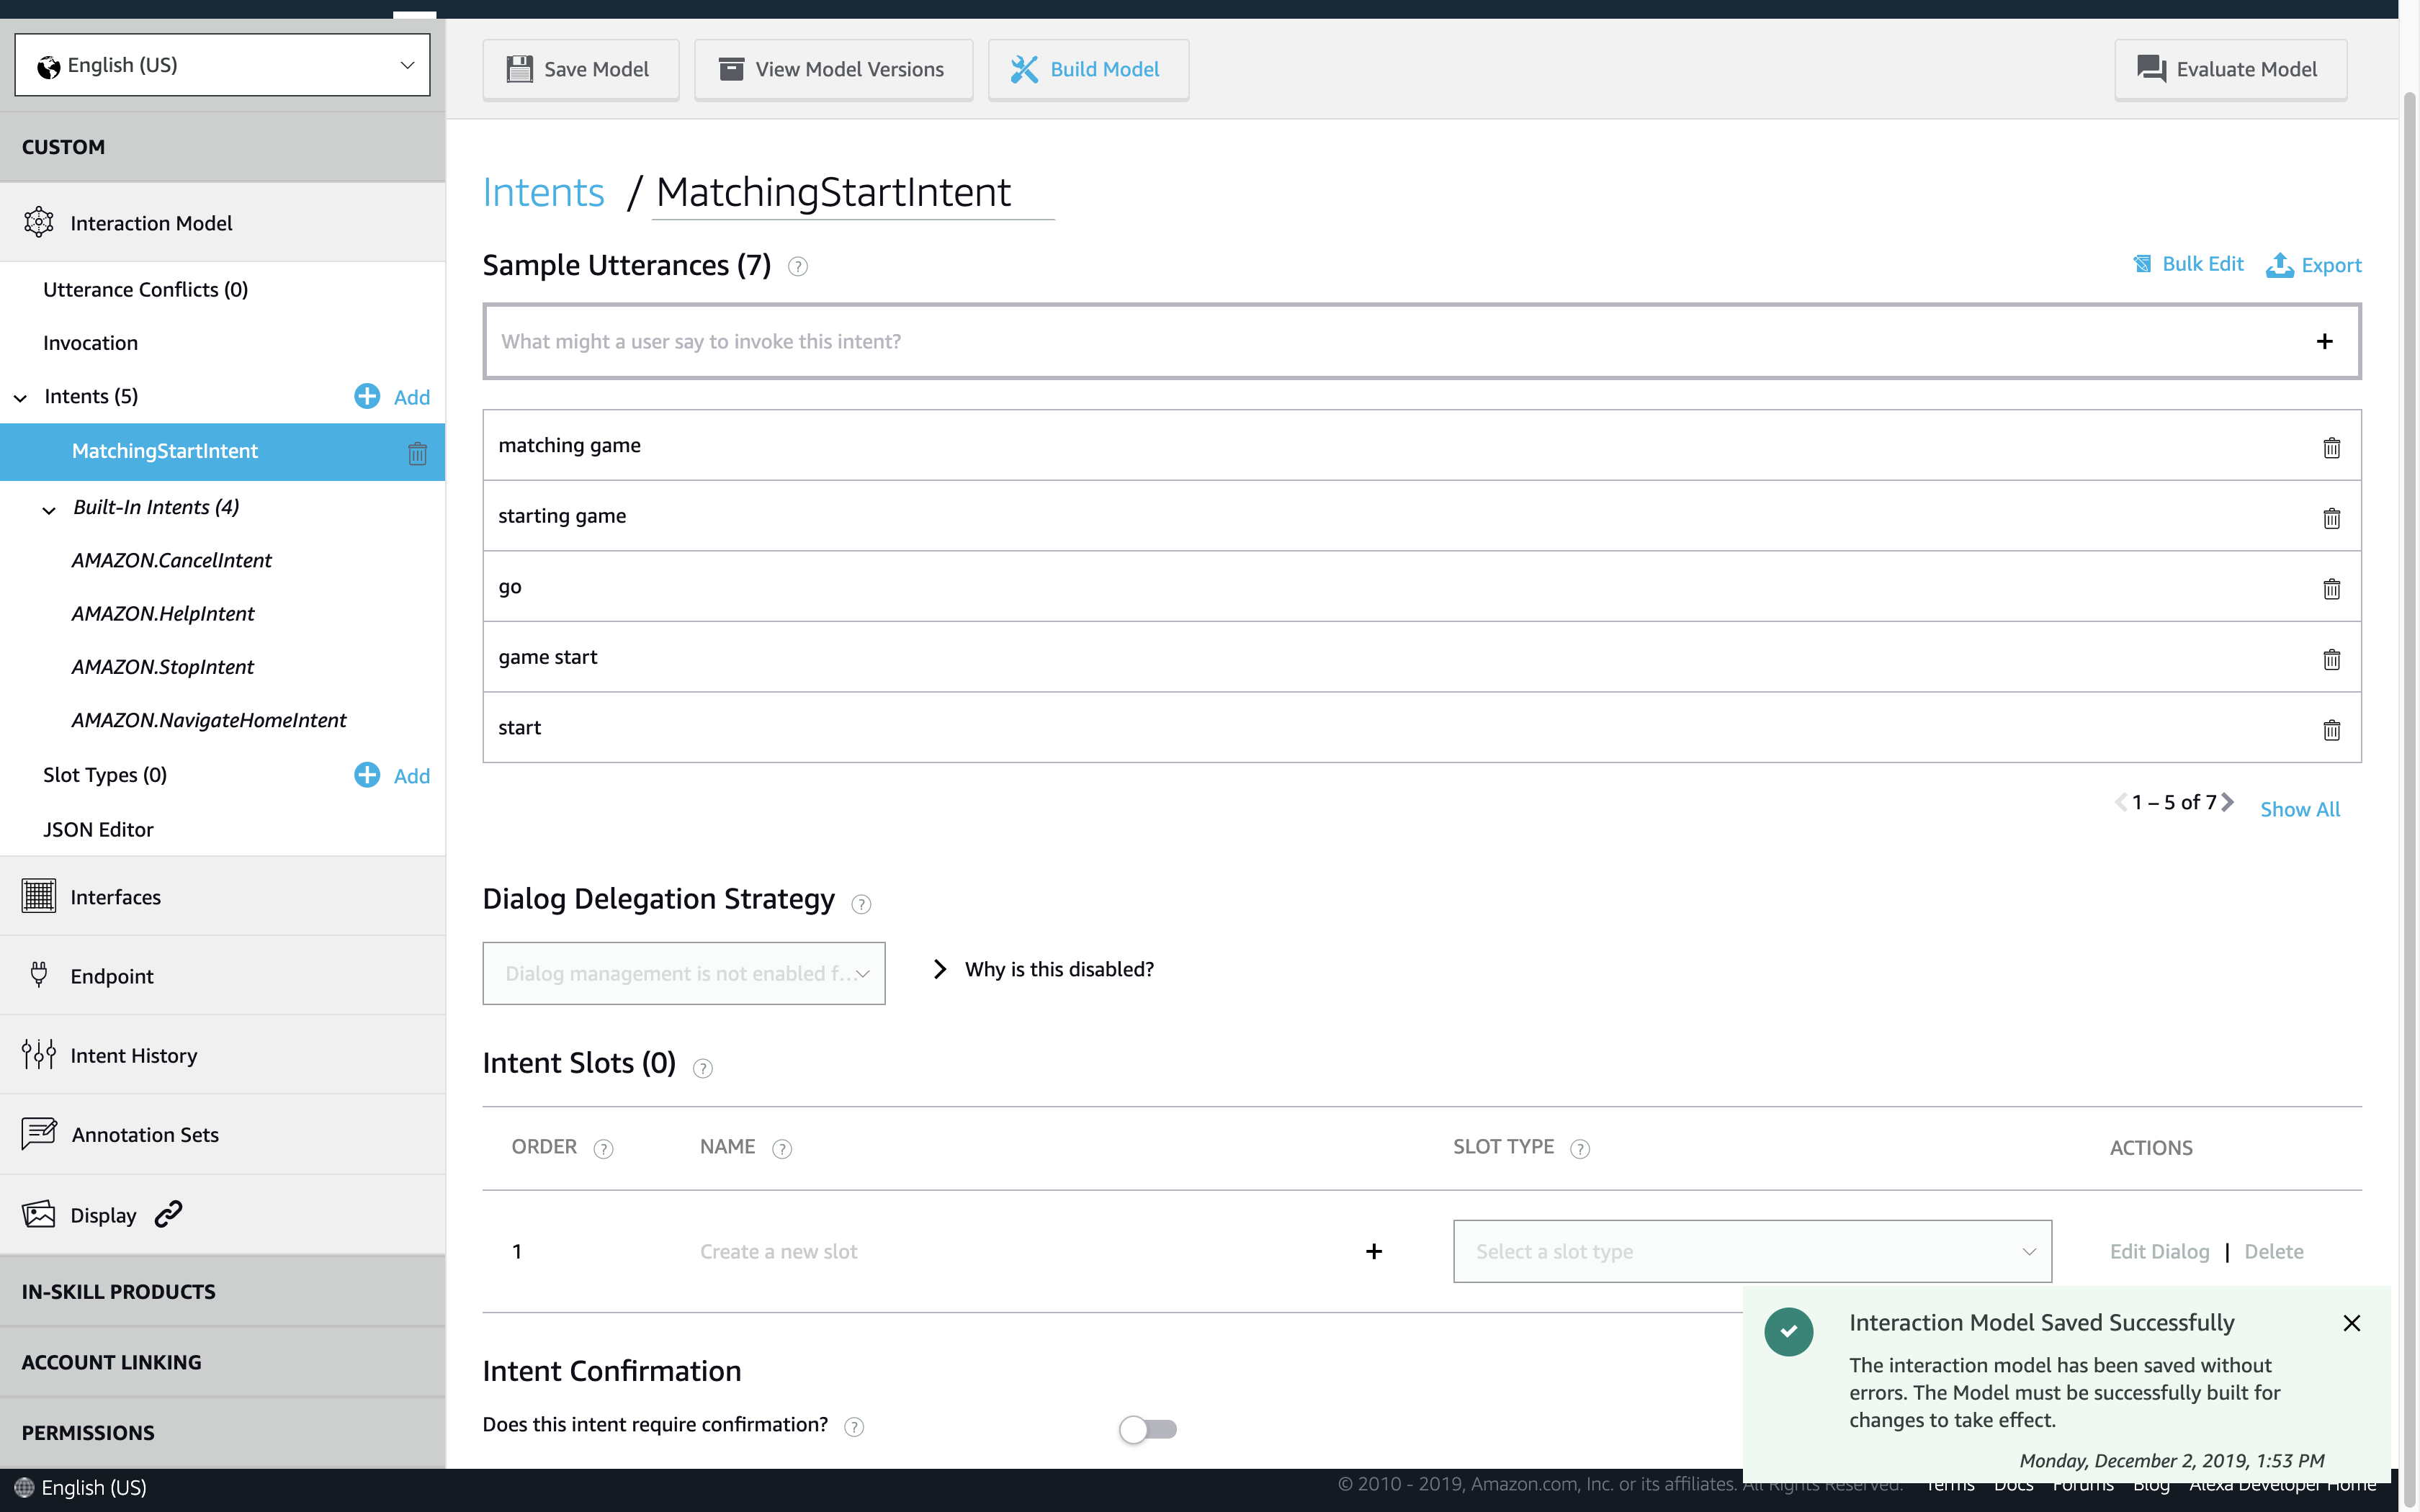 English (US)
Save Model
View Model Versions
Build Model
Evaluate Model
CUSTOM
Interaction Model
Utterance Conflicts (0)
Invocation
Intents (5)
Add
MatchingStartIntent
Built-In Intents (4)
AMAZON.CancelIntent
AMAZON.HelpIntent
AMAZON.StopIntent
AMAZON.NavigateHomeIntent
Slot Types (0)
Add
JSON Editor
Interfaces
Endpoint
Intent History
Annotation Sets
Display
IN-SKILL PRODUCTS
ACCOUNT LINKING
PERMISSIONS
Intents / MatchingStartIntent
Sample Utterances (7) ?
Bulk Edit
Export
What might a user say to invoke this intent?
matching game
starting game
go
game start
start
1 – 5 of 7
Show All
Dialog Delegation Strategy ?
Dialog management is not enabled f...
Why is this disabled?
Intent Slots (0) ?
ORDER ? NAME ? SLOT TYPE ? ACTIONS
1 Create a new slot + Select a slot type Edit Dialog | Delete
Intent Confirmation
Does this intent require confirmation? ?
Interaction Model Saved Successfully
The interaction model has been saved without
errors. The Model must be successfully built for
changes to take effect.
Monday, December 2, 2019, 1:53 PM
English (US)
© 2010 - 2019, Amazon.com, Inc. or its affiliates. All Rights Reserved. Terms Docs Forums Blog Alexa Developer Home